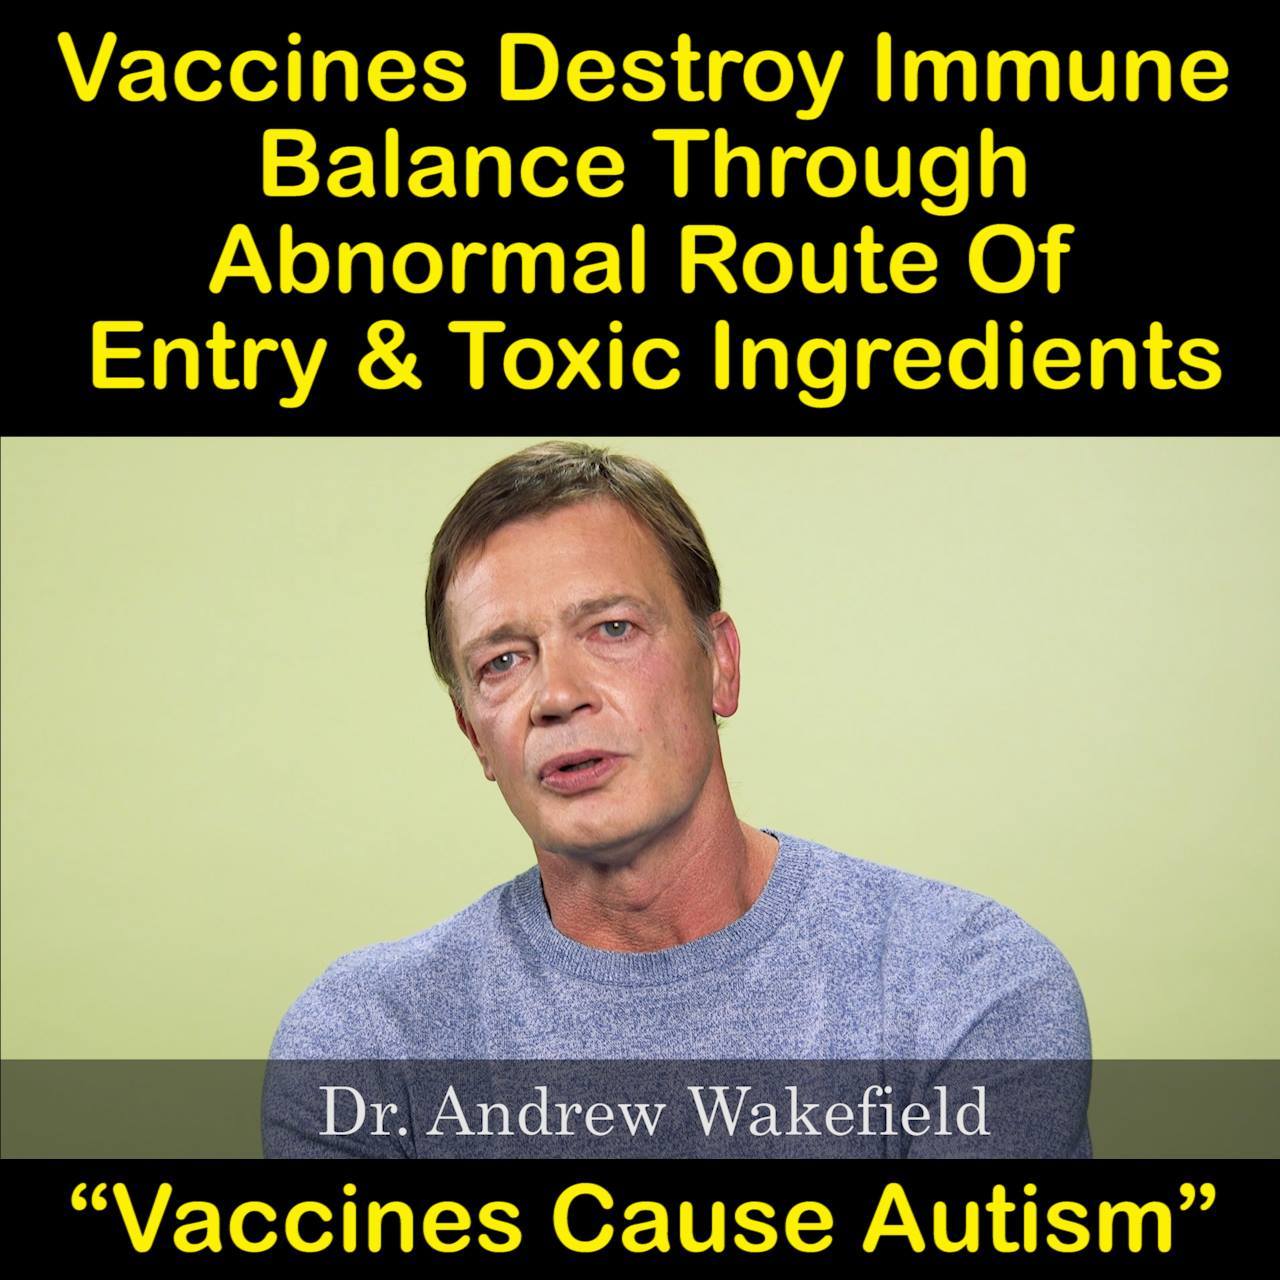 Vaccines Destroy Immune
Balance Through
Abnormal Route Of
Entry & Toxic Ingredients
Dr. Andrew Wakefield
“Vaccines Cause Autism”